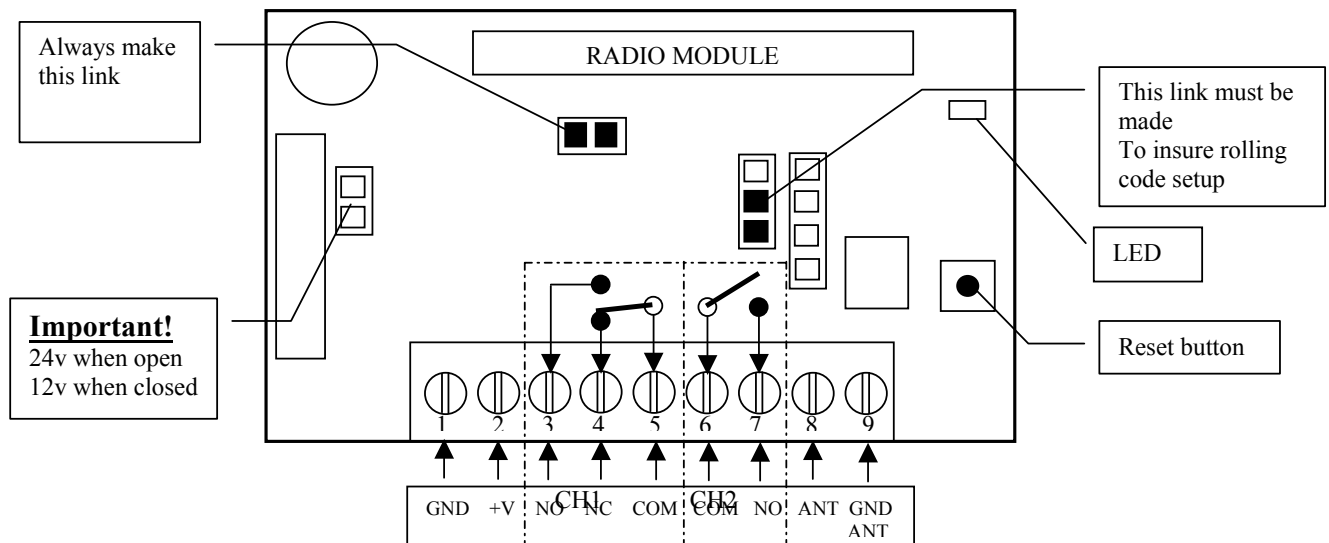 Always make
this link
RADIO MODULE
This link must be
made
To insure rolling
code setup
LED
Important!
24v when open
12v when closed
Reset button
1 2 3 4 5 6 7 8 9
CH1 CH2
GND +V NO NC COM COM NO ANT GND
ANT